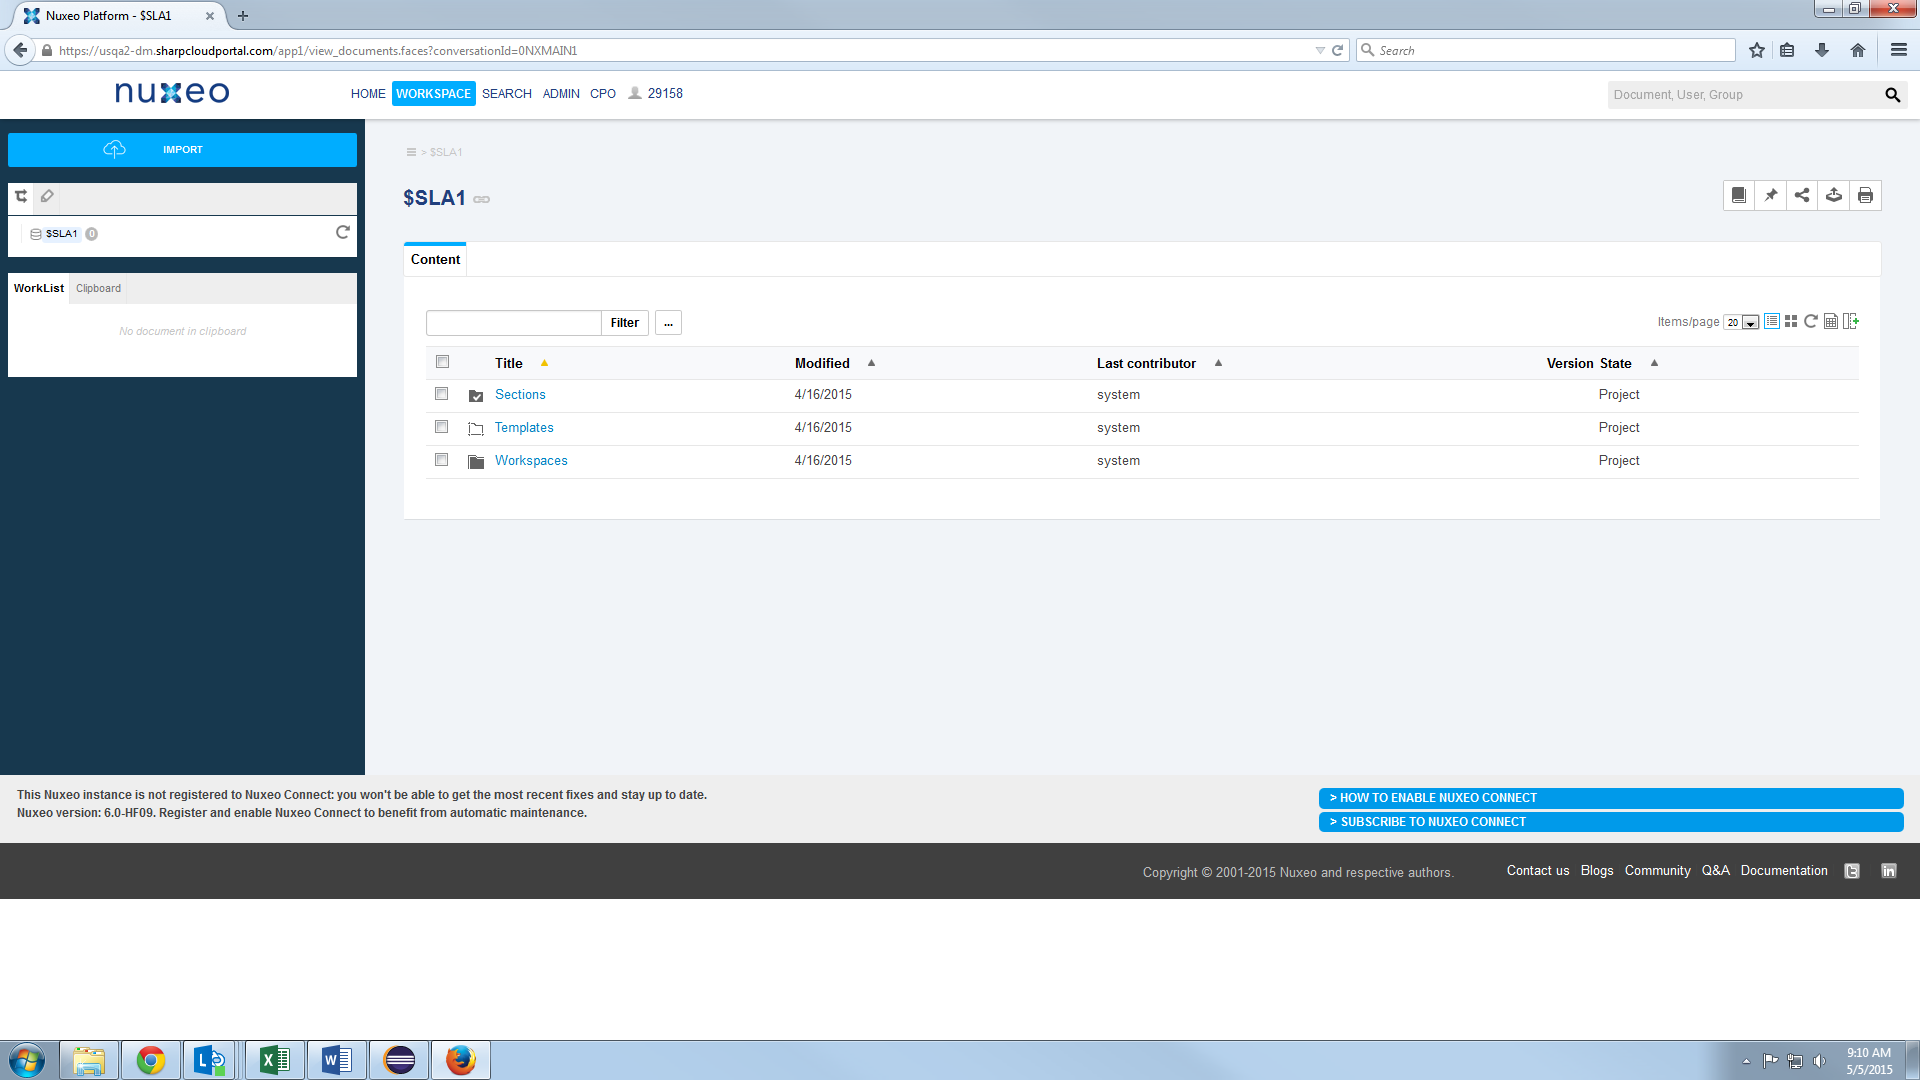 Nuxeo Platform - $SLA1
https://usqa2-dm.sharpcloudportal.com/app1/view_documents.faces?conversationId=0NXMAIN1
Search
nuxeo
HOME WORKSPACE SEARCH ADMIN CPO 29158
Document, User, Group
IMPORT
> $SLA1
$SLA1
$SLA1 0
WorkList Clipboard
No document in clipboard
Content
Filter ...
Items/page 20
Title Modified Last contributor Version State
Sections 4/16/2015 system Project
Templates 4/16/2015 system Project
Workspaces 4/16/2015 system Project
This Nuxeo instance is not registered to Nuxeo Connect: you won't be able to get the most recent fixes and stay up to date.
Nuxeo version: 6.0-HF09. Register and enable Nuxeo Connect to benefit from automatic maintenance.
> HOW TO ENABLE NUXEO CONNECT
> SUBSCRIBE TO NUXEO CONNECT
Copyright © 2001-2015 Nuxeo and respective authors.
Contact us Blogs Community Q&A Documentation
9:10 AM
5/5/2015